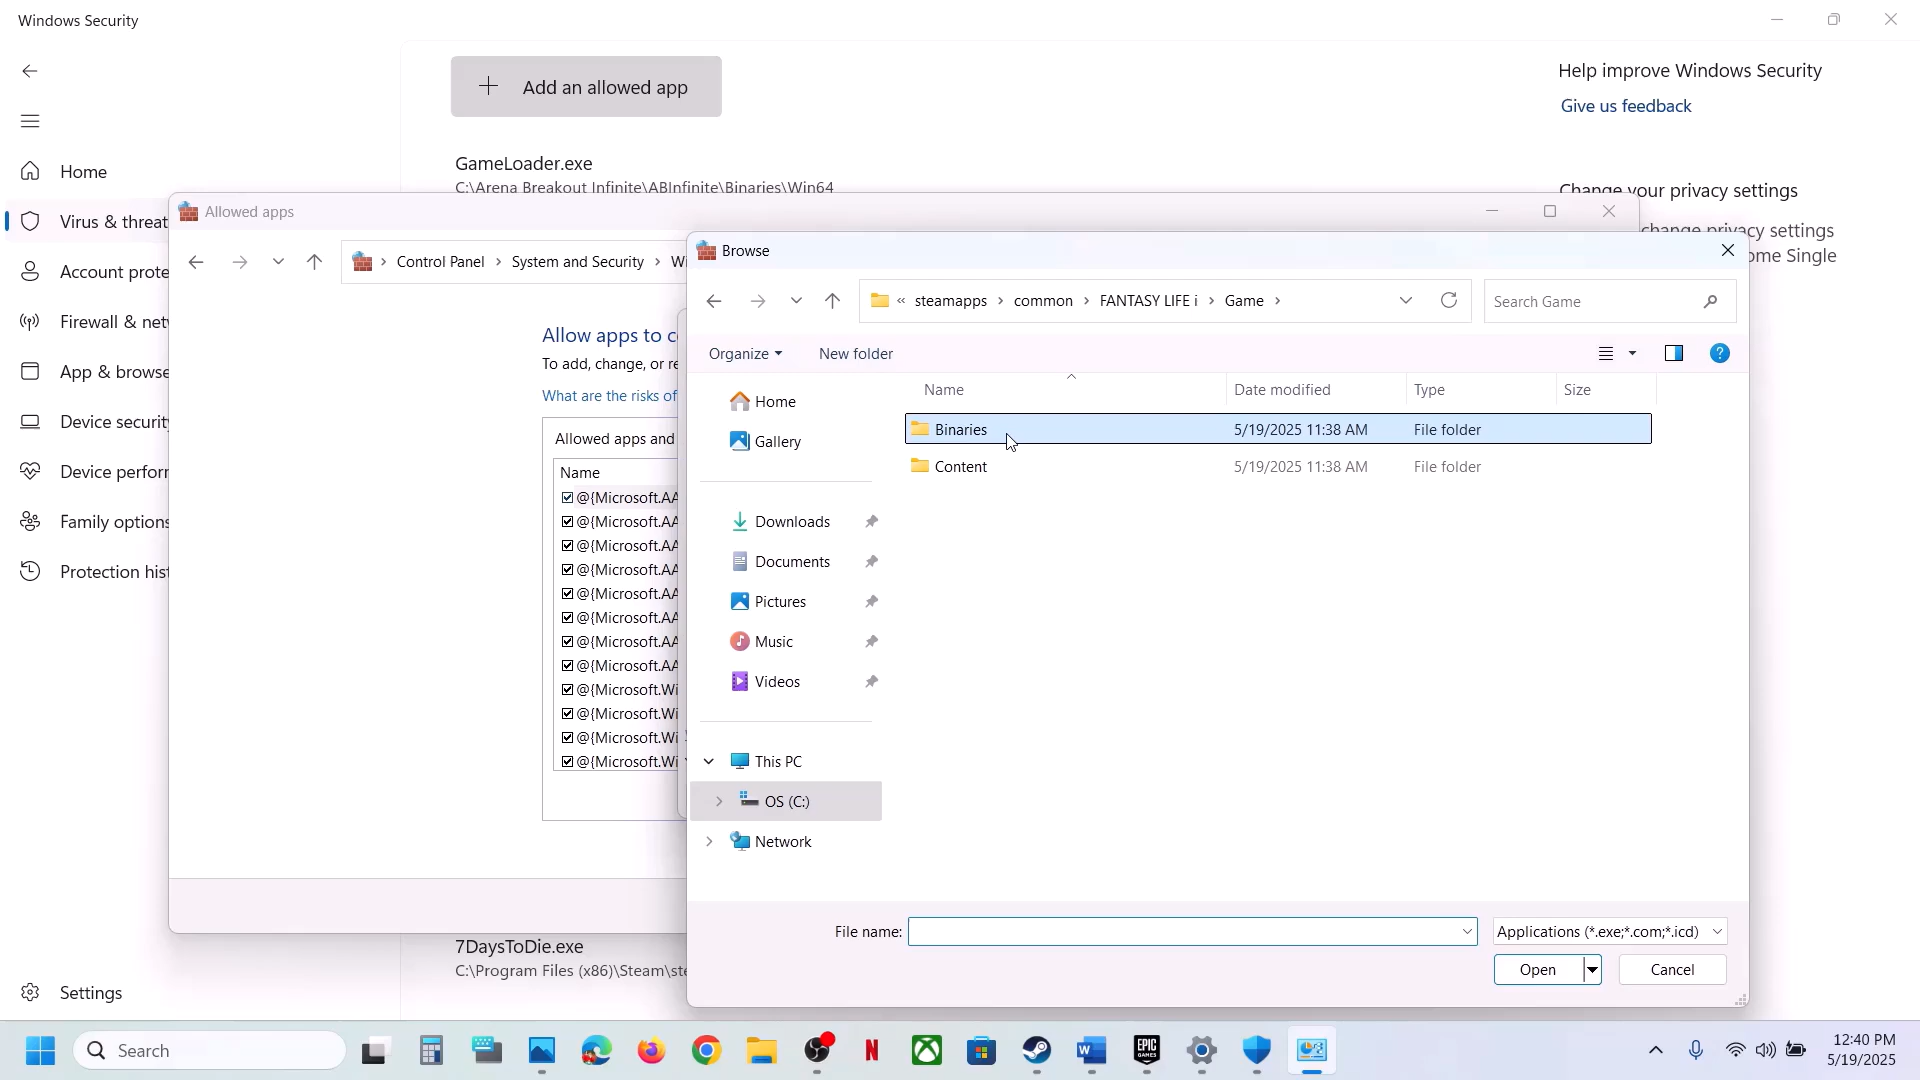 Windows Security
Add an allowed app
Help improve Windows Security
Give us feedback
GameLoader.exe
C:\Arena Breakout Infinite\ABInfinite\Binaries\Win64
Change your privacy settings
change privacy settings
ome Single
Home
Virus & threat
Account prote
Firewall & net
App & browse
Device security
Device perforr
Family options
Protection hist
Settings
Allowed apps
Control Panel
System and Security
Wi
Allow apps to c
To add, change, or re
What are the risks of
Allowed apps and
Name
@{Microsoft.AA
@{Microsoft.AA
@{Microsoft.AA
@{Microsoft.AA
@{Microsoft.AA
@{Microsoft.AA
@{Microsoft.AA
@{Microsoft.AA
@{Microsoft.Wi
@{Microsoft.Wi
@{Microsoft.Wi
@{Microsoft.Wi
7DaysToDie.exe
C:\Program Files (x86)\Steam\ste
Browse
« steamapps > common > FANTASY LIFE i > Game >
Search Game
Organize
New folder
Name
Date modified
Type
Size
Binaries
5/19/2025 11:38 AM
File folder
Content
5/19/2025 11:38 AM
File folder
Home
Gallery
Downloads
Documents
Pictures
Music
Videos
This PC
OS (C:)
Network
File name:
Applications (*.exe;*.com;*.icd)
Open
Cancel
Search
12:40 PM
5/19/2025